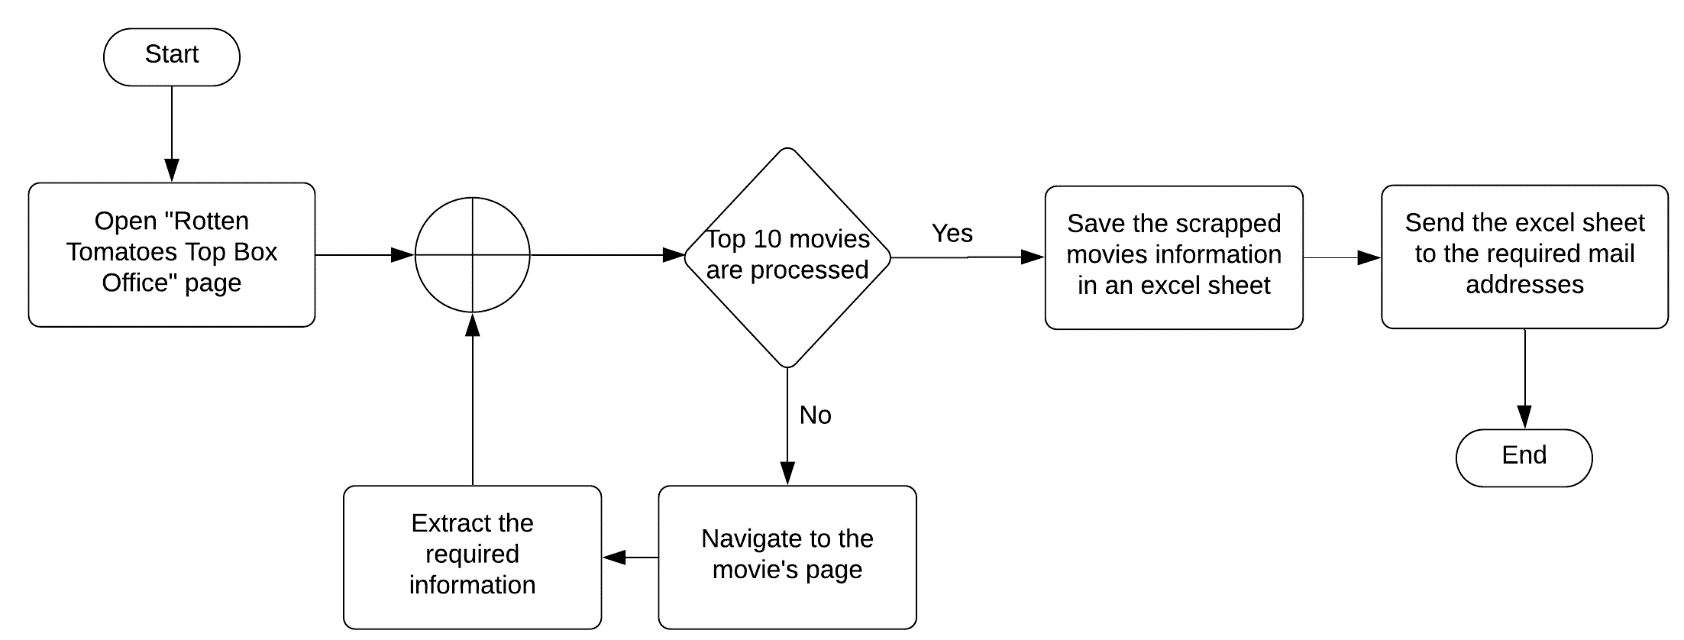 Start
Open "Rotten
Tomatoes Top Box
Office" page
Top 10 movies
are processed
Yes
Save the scrapped
movies information
in an excel sheet
Send the excel sheet
to the required mail
addresses
No
End
Extract the
required
information
Navigate to the
movie's page